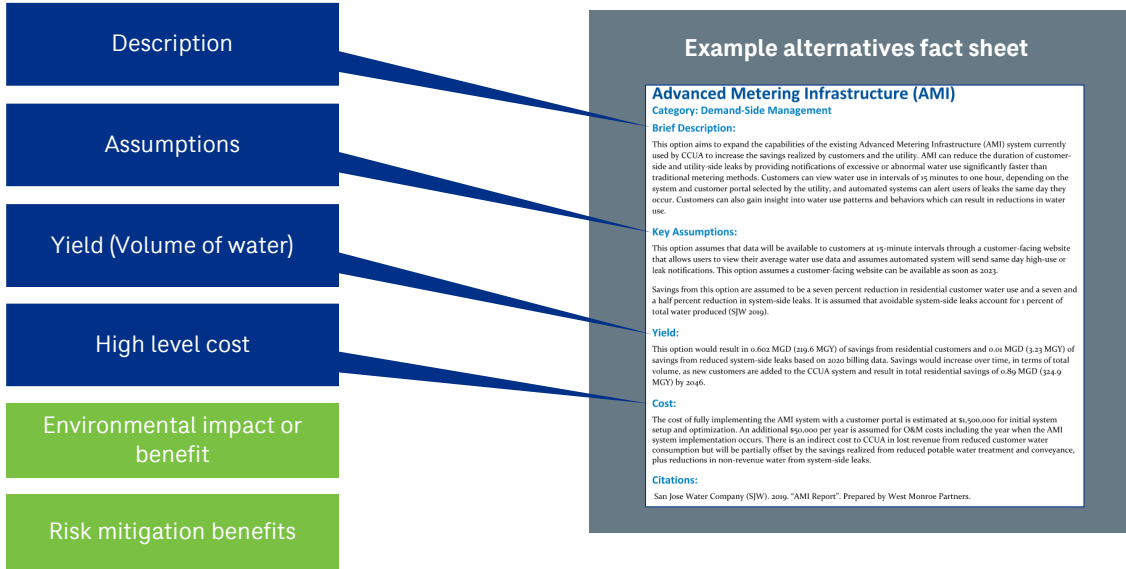 Description
Assumptions
Yield (Volume of water)
High level cost
Environmental impact or
benefit
Risk mitigation benefits
Example alternatives fact sheet
Advanced Metering Infrastructure (AMI)
Category: Demand-Side Management
Brief Description:
This option aims to expand the capabilities of the existing Advanced Metering Infrastructure (AMI) system currently
used by CCUA to increase the savings realized by customers and the utility. AMI can reduce the duration of customer-
side and utility-side leaks by providing notifications of excessive or abnormal water use significantly faster than
traditional metering methods. Customers can view water use in intervals of 15 minutes to one hour, depending on the
system and customer portal selected by the utility, and automated systems can alert users of leaks the same day they
occur. Customers can also gain insight into water use patterns and behaviors which can result in reductions in water
use.
Key Assumptions:
This option assumes that data will be available to customers at 15-minute intervals through a customer-facing website
that allows users to view their average water use data and assumes automated system will send same day high-use or
leak notifications. This option assumes a customer-facing website can be available as soon as 2023.
Savings from this option are assumed to be a seven percent reduction in residential customer water use and a seven and
a half percent reduction in system-side leaks. It is assumed that avoidable system-side leaks account for 1 percent of
total water produced (SJW 2019).
Yield:
This option would result in 0.602 MGD (219.6 MGY) of savings from residential customers and 0.01 MGD (3.23 MGY) of
savings from reduced system-side leaks based on 2020 billing data. Savings would increase over time, in terms of total
volume, as new customers are added to the CCUA system and result in total residential savings of 0.89 MGD (324.9
MGY) by 2046.
Cost:
The cost of fully implementing the AMI system with a customer portal is estimated at $1,500,000 for initial system
setup and optimization. An additional $50,000 per year is assumed for O&M costs including the year when the AMI
system implementation occurs. There is an indirect cost to CCUA in lost revenue from reduced customer water
consumption but will be partially offset by the savings realized from reduced potable water treatment and conveyance,
plus reductions in non-revenue water from system-side leaks.
Citations:
San Jose Water Company (SJW). 2019. “AMI Report”. Prepared by West Monroe Partners.